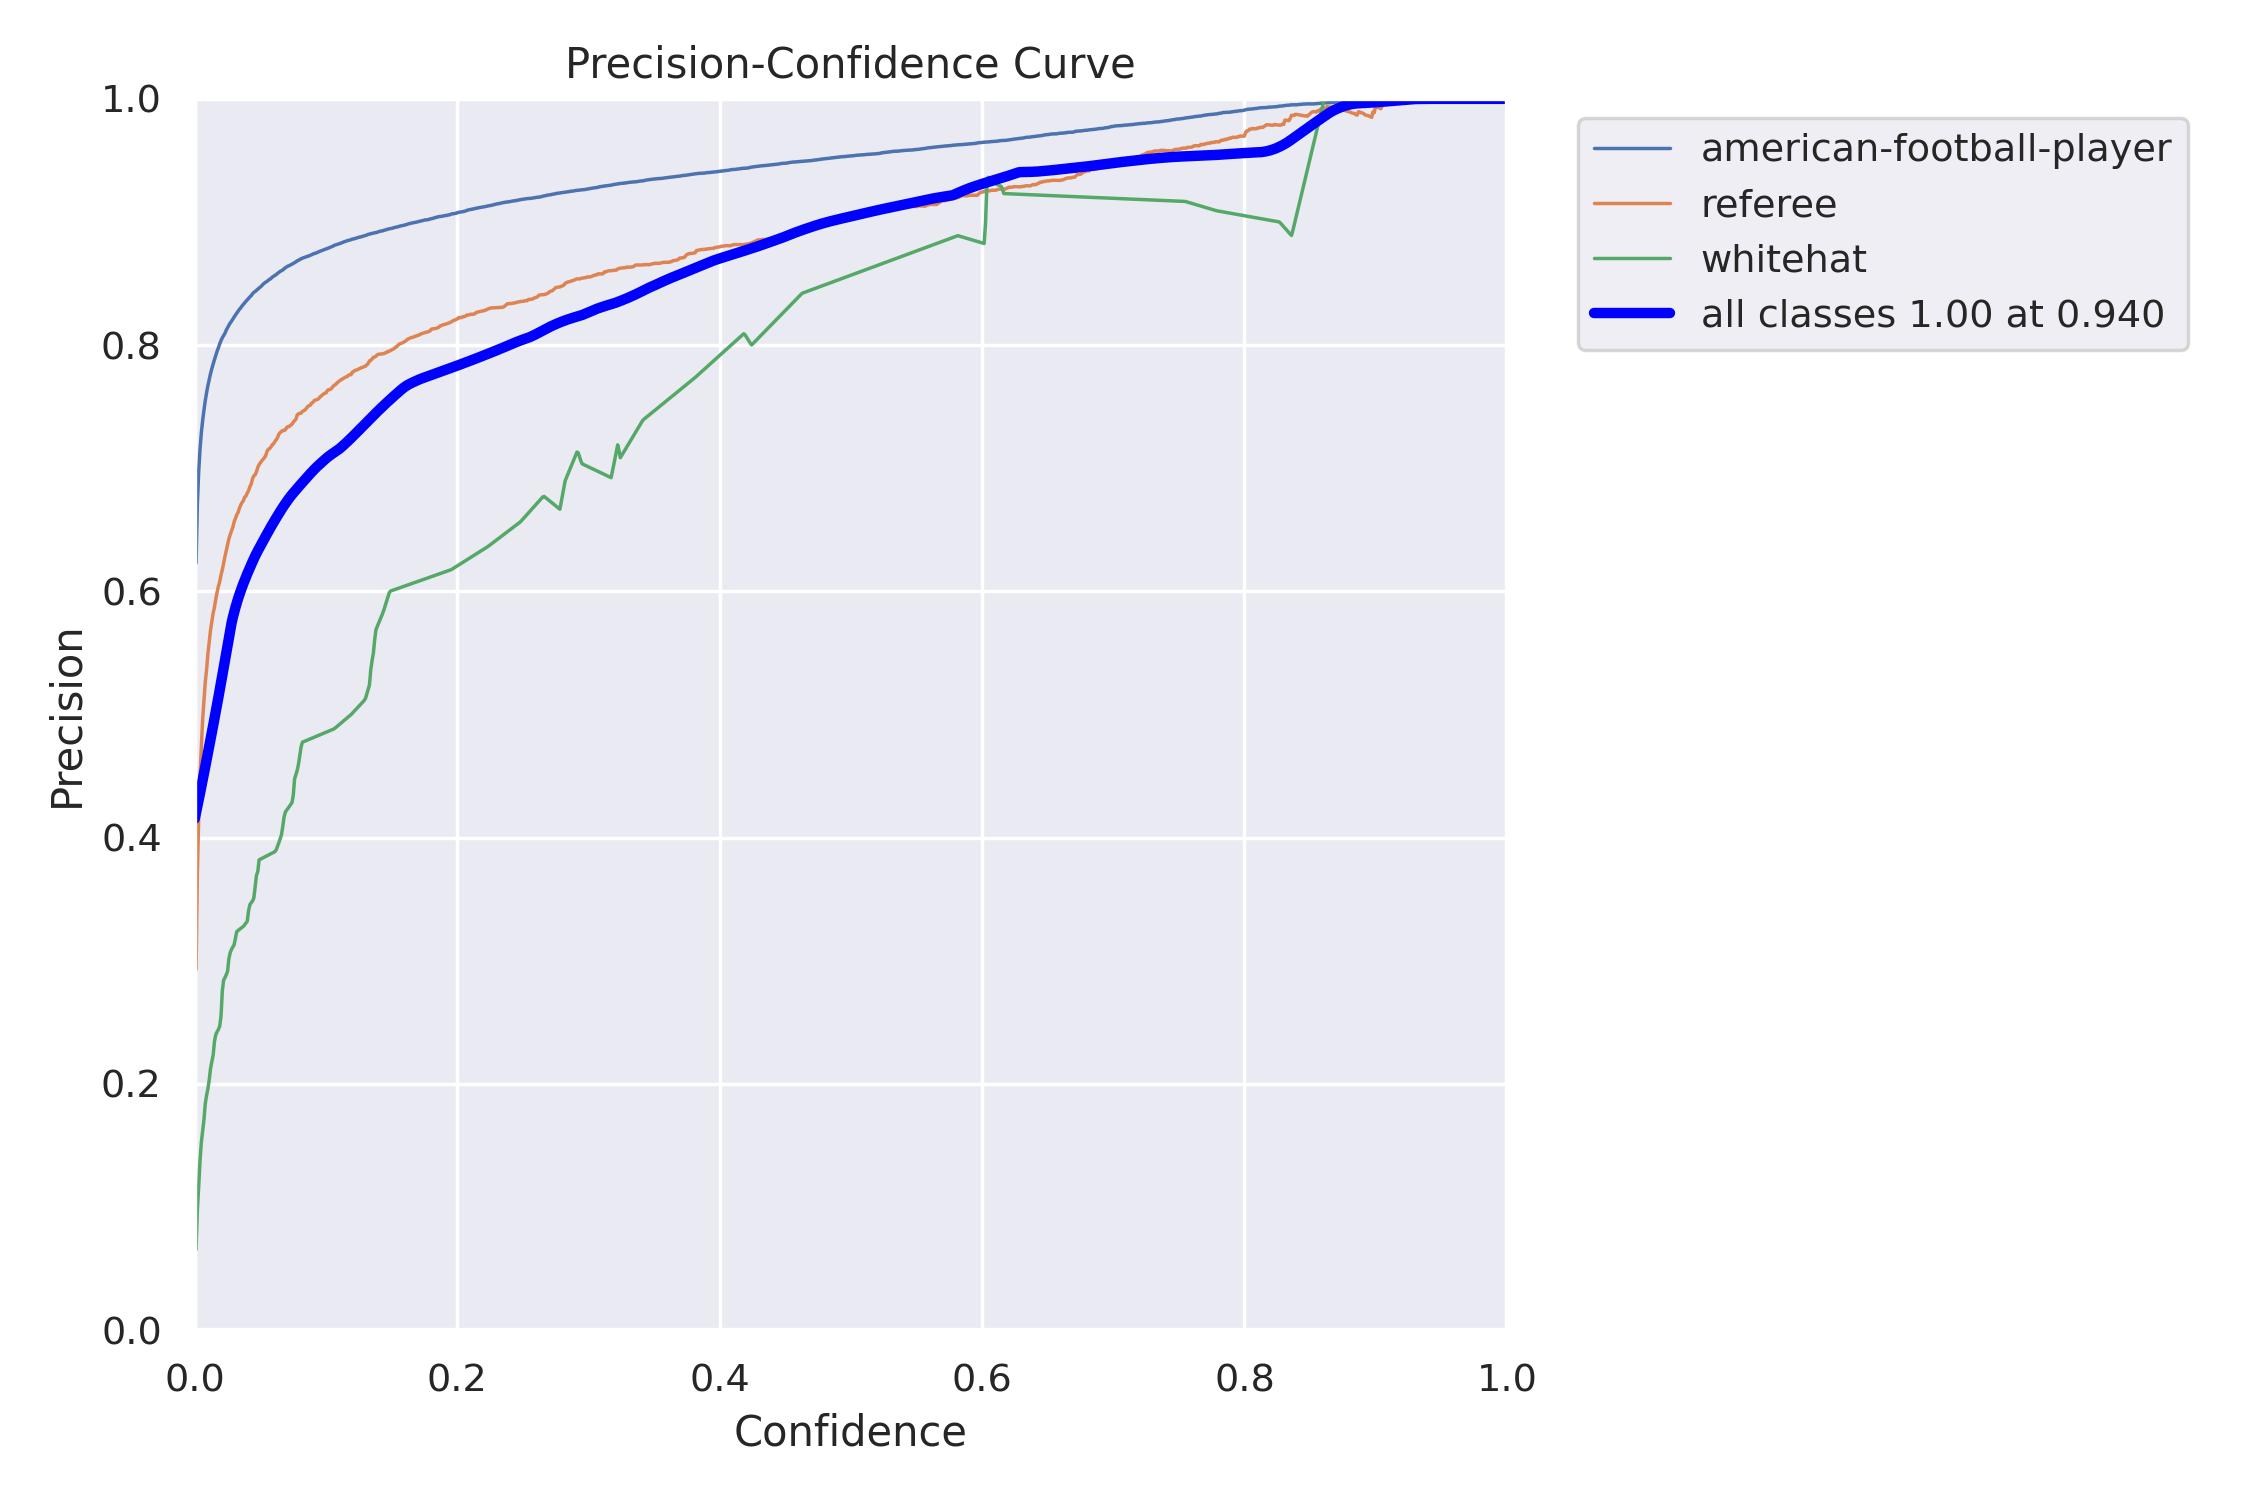 Precision-Confidence Curve
1.0
0.8
0.6
0.4
0.2
0.0
Precision
0.0 0.2 0.4 0.6 0.8 1.0
Confidence
american-football-player
referee
whitehat
all classes 1.00 at 0.940